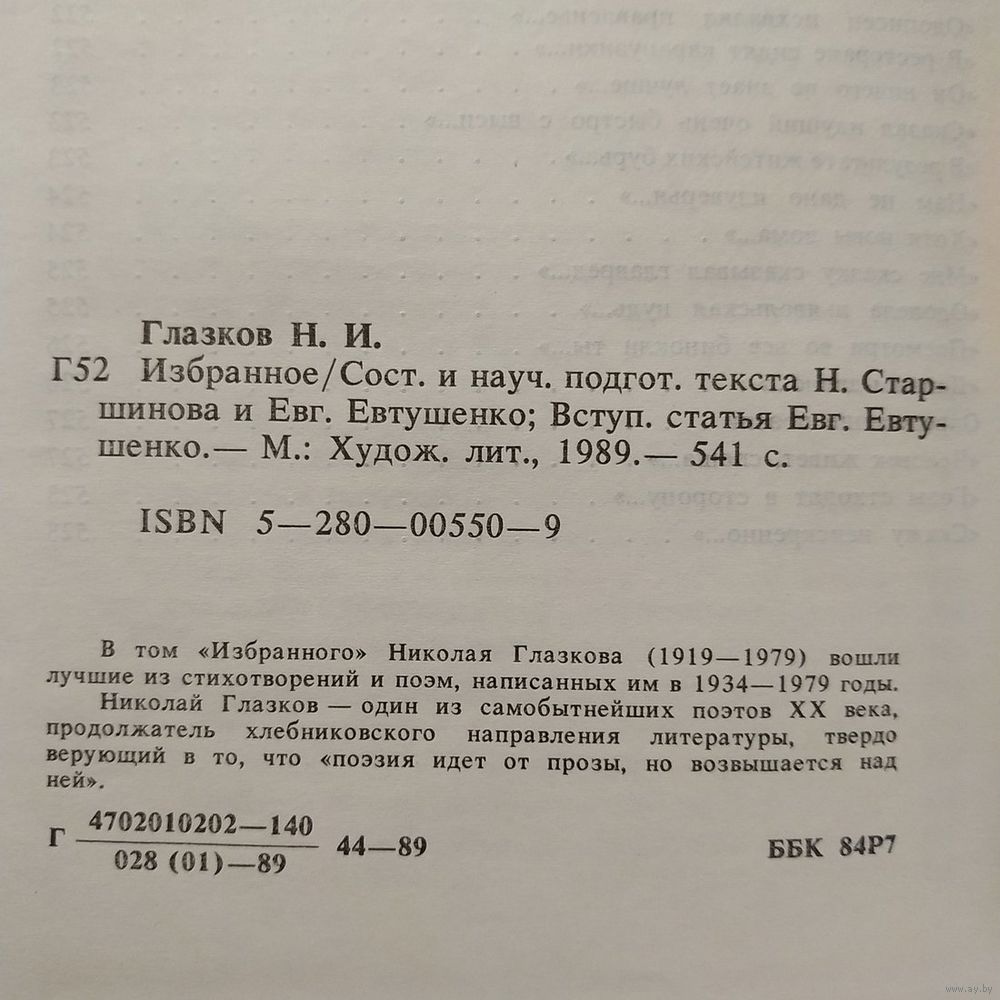 Глазков Н. И.
Г52 Избранное/Сост. и науч. подгот. текста Н. Стар-
шинова и Евг. Евтушенко; Вступ. статья Евг. Евту-
шенко.— М.: Худож. лит., 1989.— 541 с.
ISBN 5—280—00550—9
В том «Избранного» Николая Глазкова (1919—1979) вошли
лучшие из стихотворений и поэм, написанных им в 1934—1979 годы.
Николай Глазков — один из самобытнейших поэтов XX века,
продолжатель хлебниковского направления литературы, твердо
верующий в то, что «поэзия идет от прозы, но возвышается над
ней».
Г 4702010202—140
028 (01)—89 44—89 ББК 84Р7
www.ay.by